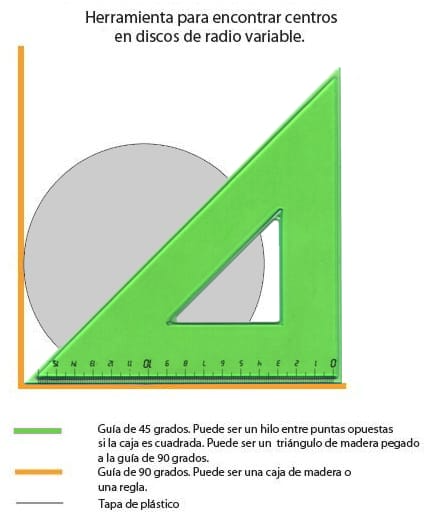 Herramienta para encontrar centros
en discos de radio variable.
15 14 13 12 11 10 9 8 7 6 5 4 3 2 1 0
Guía de 45 grados. Puede ser un hilo entre puntas opuestas
si la caja es cuadrada. Puede ser un triángulo de madera pegado
a la guía de 90 grados.
Guía de 90 grados. Puede ser una caja de madera o
una regla.
Tapa de plástico